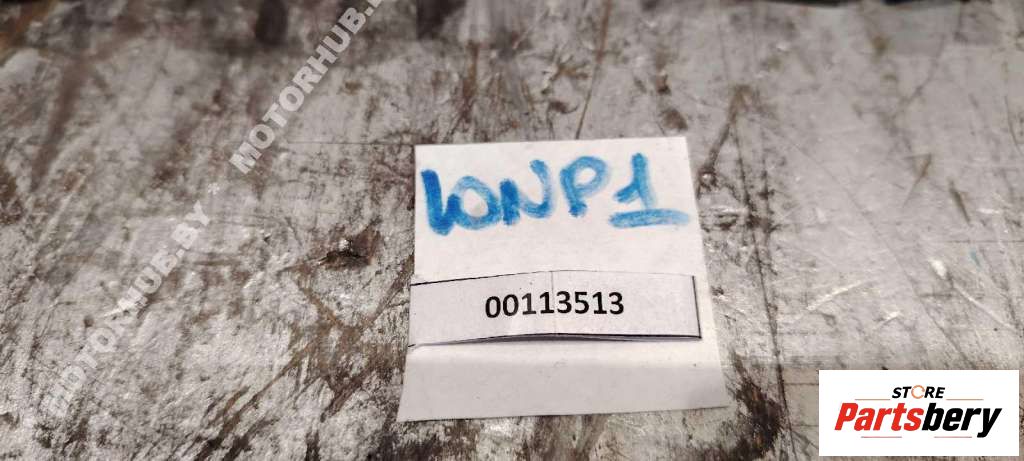 MOTORHUB.BY
MOTORHUB.BY
10NP1
00113513
STORE
Partsbery